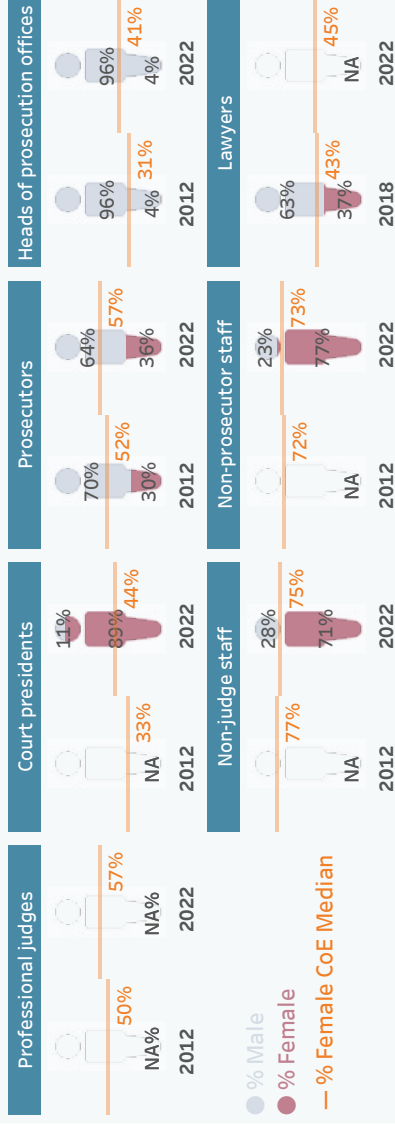 Professional judges
NA%
50%
2012
NA%
57%
2022
Court presidents
NA
33%
2012
11%
89%
44%
2022
Prosecutors
70%
30%
52%
2012
64%
36%
57%
2022
Heads of prosecution offices
96%
4%
31%
2012
96%
4%
41%
2022
% Male
% Female
% Female CoE Median
Non-judge staff
NA
77%
2012
28%
71%
75%
2022
Non-prosecutor staff
NA
72%
2012
23%
77%
73%
2022
Lawyers
63%
37%
43%
2018
NA
45%
2022